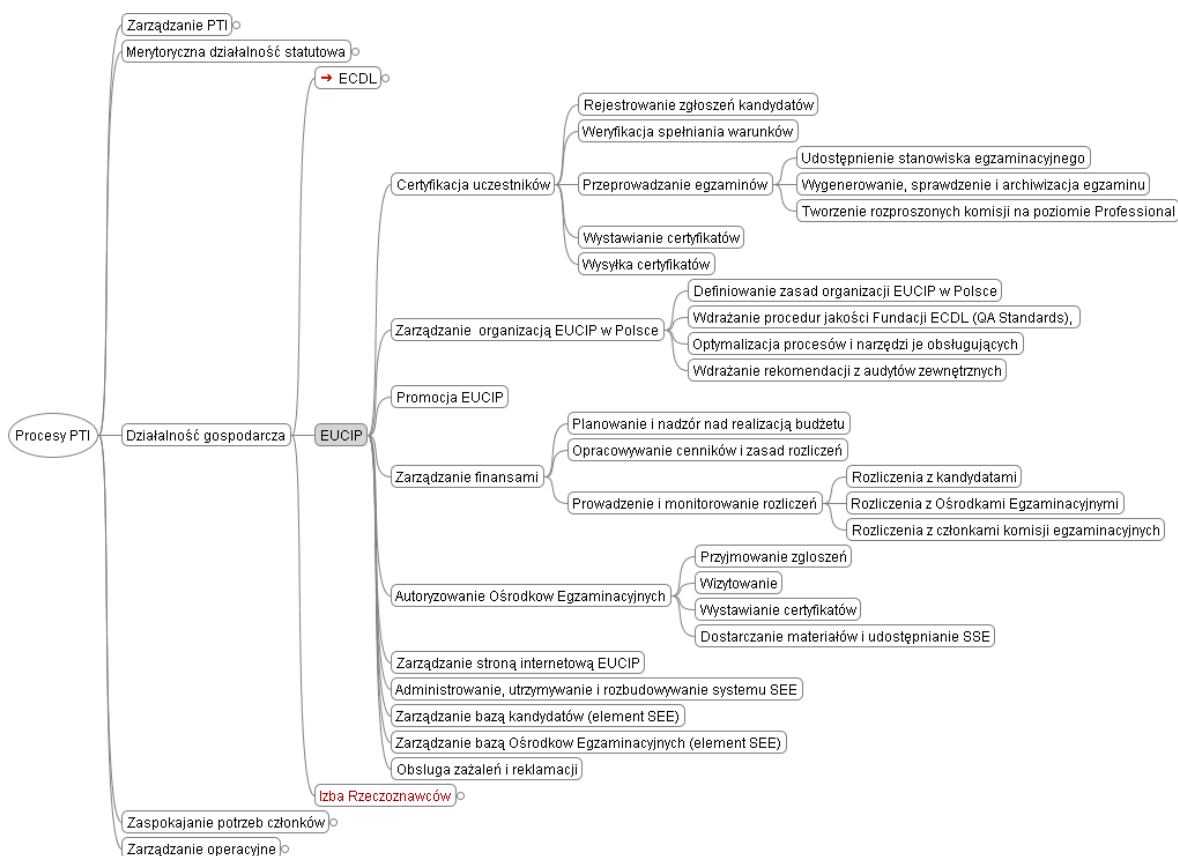 Zarządzanie PTI
Merytoryczna działalność statutowa
➔ ECDL
Rejestrowanie zgłoszeń kandydatów
Weryfikacja spełniania warunków
Udostępnienie stanowiska egzaminacyjnego
Certyfikacja uczestników
Przeprowadzanie egzaminów
Wygenerowanie, sprawdzenie i archiwizacja egzaminu
Tworzenie rozproszonych komisji na poziomie Professional
Wystawianie certyfikatów
Wysyłka certyfikatów
Definiowanie zasad organizacji EUCIP w Polsce
Wdrażanie procedur jakości Fundacji ECDL (QA Standards),
Zarządzanie organizacją EUCIP w Polsce
Optymalizacja procesów i narzędzi je obsługujących
Wdrażanie rekomendacji z audytów zewnętrznych
Promocja EUCIP
Planowanie i nadzór nad realizacją budżetu
Procesy PTI
Działalność gospodarcza
EUCIP
Opracowywanie cenników i zasad rozliczeń
Zarządzanie finansami
Rozliczenia z kandydatami
Prowadzenie i monitorowanie rozliczeń
Rozliczenia z Ośrodkami Egzaminacyjnymi
Rozliczenia z członkami komisji egzaminacyjnych
Przyjmowanie zgloszeń
Wizytowanie
Autoryzowanie Ośrodkow Egzaminacyjnych
Wystawianie certyfikatów
Dostarczanie materiałów i udostępnianie SSE
Zarządzanie stroną internetową EUCIP
Administrowanie, utrzymywanie i rozbudowywanie systemu SEE
Zarządzanie bazą kandydatów (element SEE)
Zarządzanie bazą Ośrodkow Egzaminacyjnych (element SEE)
Obsluga zażaleń i reklamacji
Izba Rzeczoznawców
Zaspokajanie potrzeb członków
Zarządzanie operacyjne